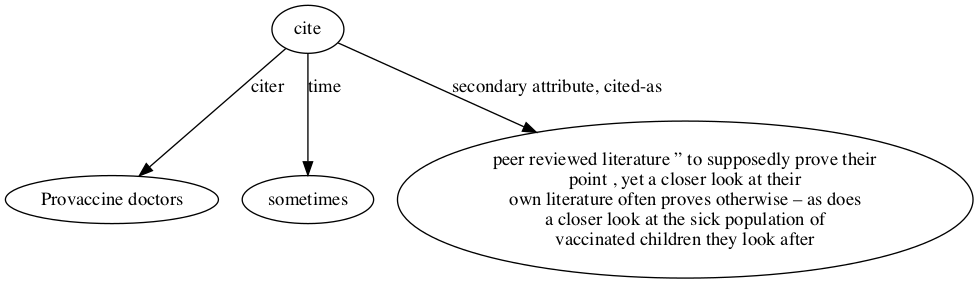 cite
citer
time
secondary attribute, cited-as
Provaccine doctors
sometimes
peer reviewed literature ” to supposedly prove their
point , yet a closer look at their
own literature often proves otherwise – as does
a closer look at the sick population of
vaccinated children they look after